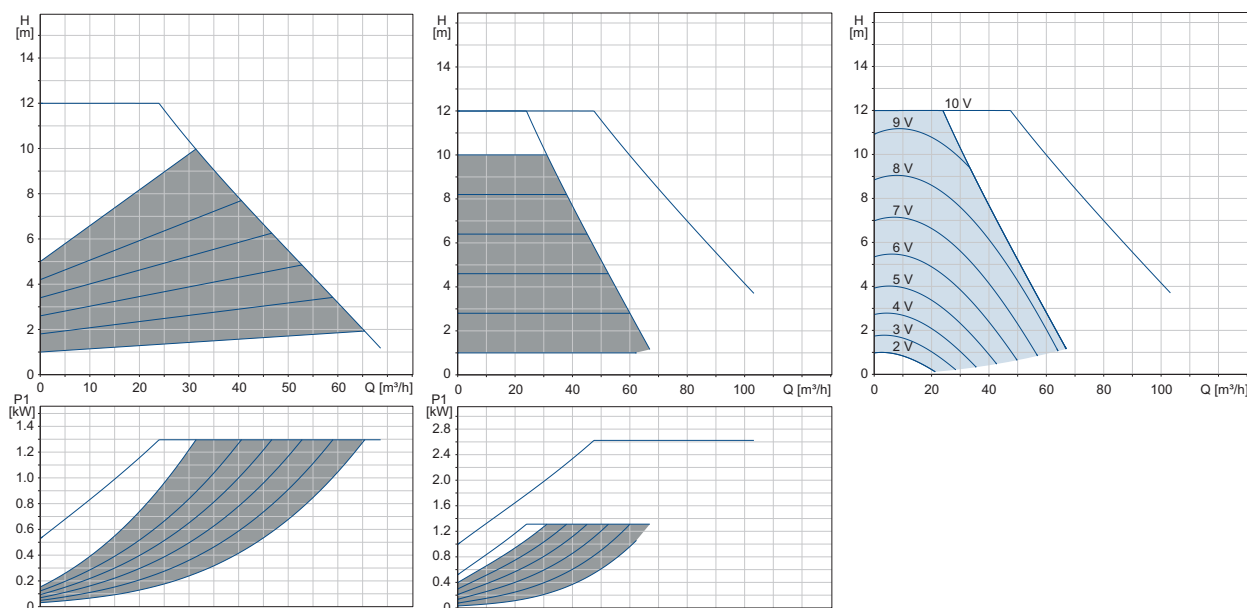 H
[m]
14
12
10
8
6
4
2
0
0 10 20 30 40 50 60 Q [m³/h]
P1
[kW]
1.4
1.2
1.0
0.8
0.6
0.4
0.2
0
H
[m]
14
12
10
8
6
4
2
0
0 20 40 60 80 100 Q [m³/h]
P1
[kW]
2.8
2.4
2.0
1.6
1.2
0.8
0.4
0
H
[m]
14
12
10
8
6
4
2
0
10 V
9 V
8 V
7 V
6 V
5 V
4 V
3 V
2 V
0 20 40 60 80 100 Q [m³/h]